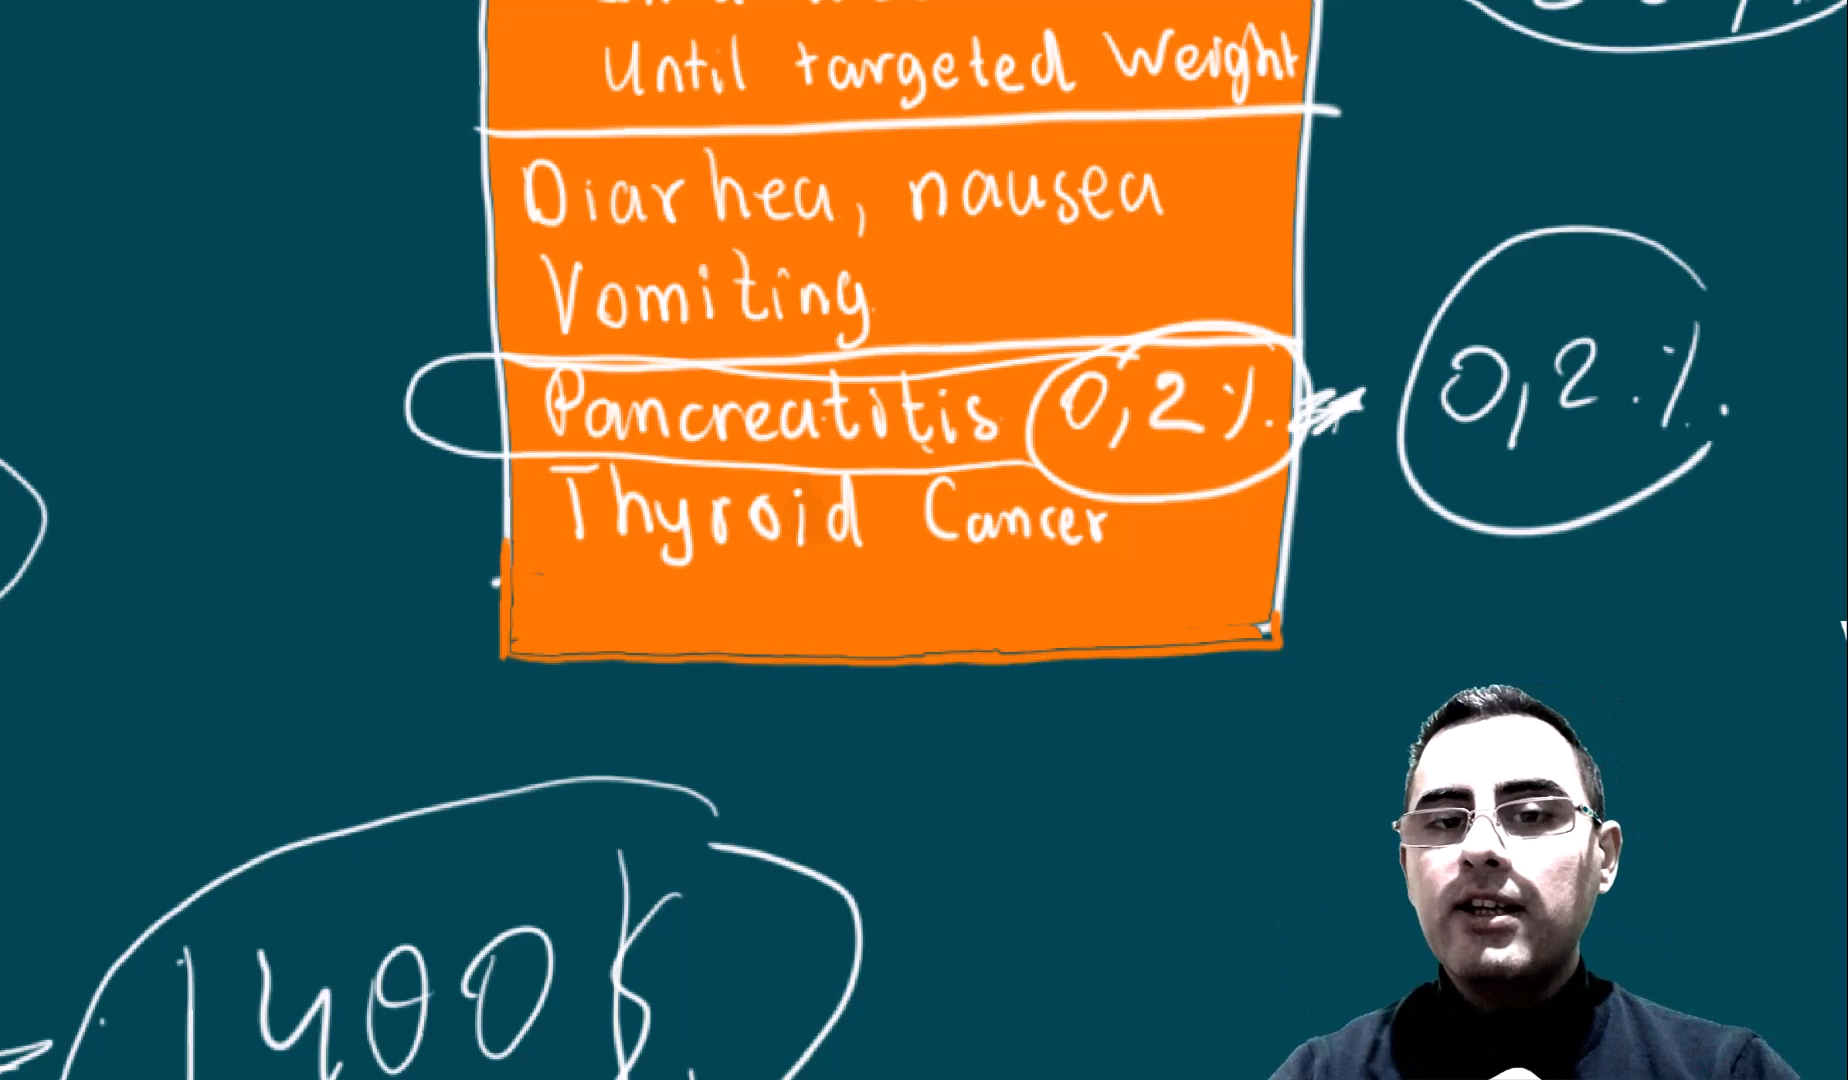 Until targeted Weight
Diarhea, nausea
Vomiting
Pancreatitis 0,2%
0,2%
Thyroid Cancer
1400